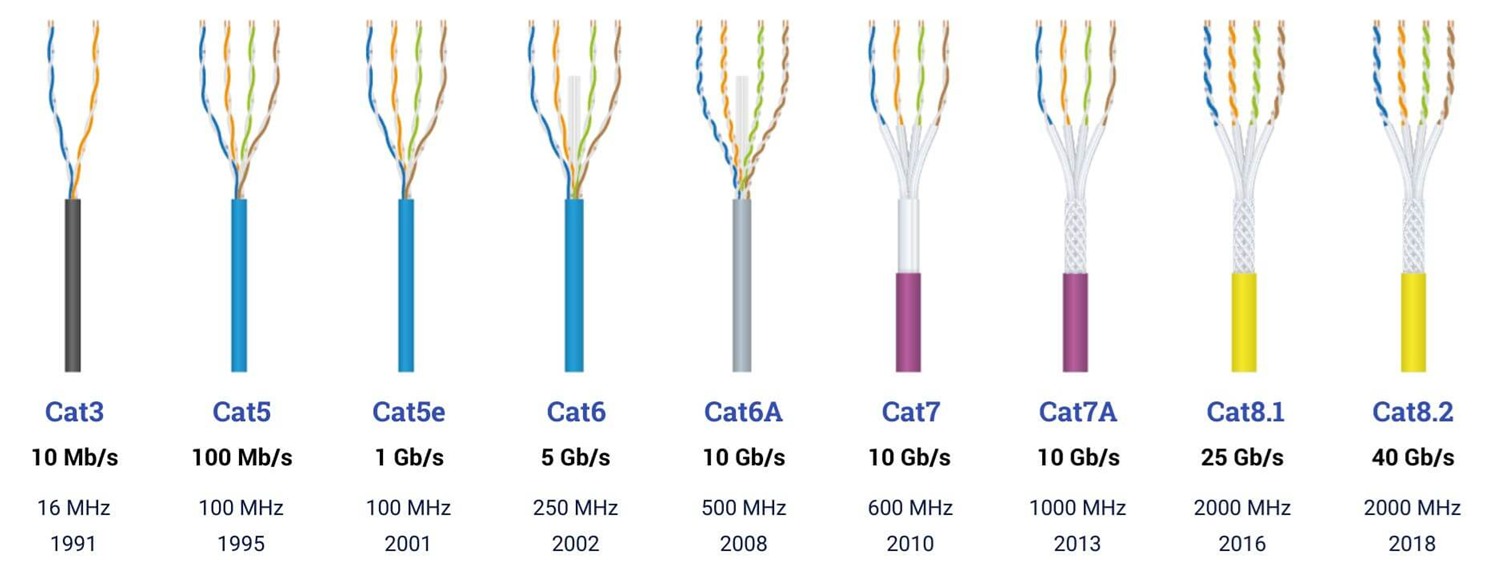 Cat3 Cat5 Cat5e Cat6 Cat6A Cat7 Cat7A Cat8.1 Cat8.2
10 Mb/s 100 Mb/s 1 Gb/s 5 Gb/s 10 Gb/s 10 Gb/s 10 Gb/s 25 Gb/s 40 Gb/s
16 MHz 100 MHz 100 MHz 250 MHz 500 MHz 600 MHz 1000 MHz 2000 MHz 2000 MHz
1991 1995 2001 2002 2008 2010 2013 2016 2018